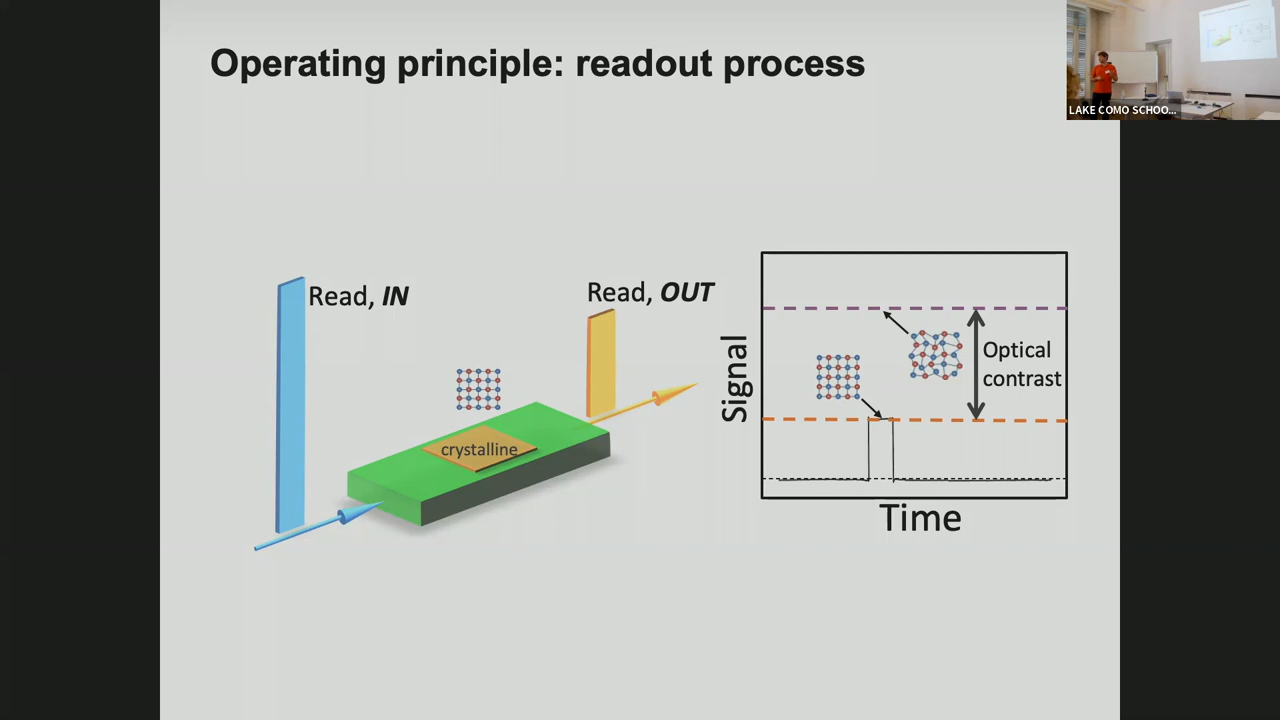 Operating principle: readout process
LAKE COMO SCHOO...
Read, IN
Read, OUT
crystalline
Signal
Optical
contrast
Time